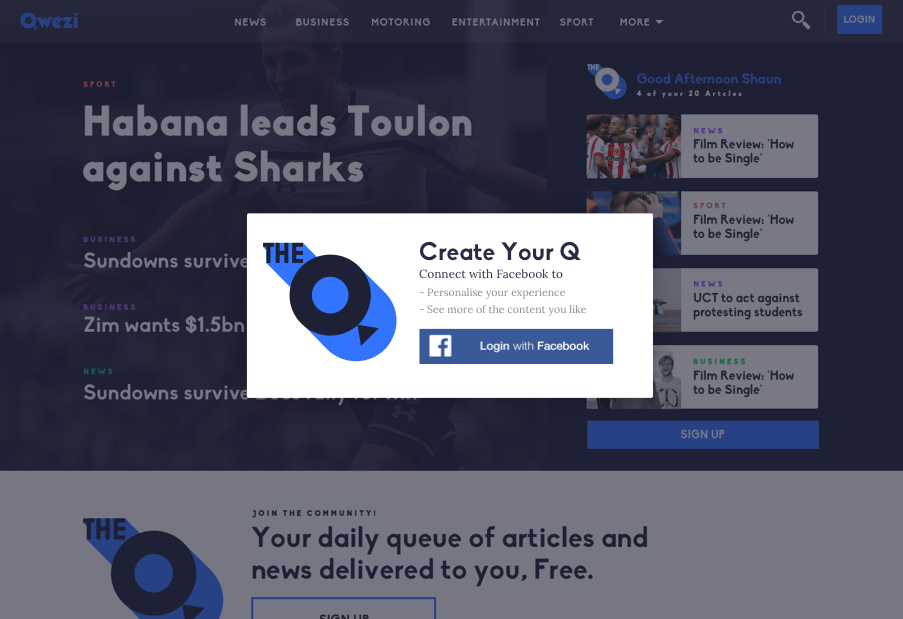 Qwezi
NEWS
BUSINESS
MOTORING
ENTERTAINMENT
SPORT
MORE
LOGIN
SPORT
Habana leads Toulon
against Sharks
BUSINESS
Sundowns survive
BUSINESS
Zim wants $1.5bn
NEWS
Sundowns survive
THE
Good Afternoon Shaun
4 of your 20 Artcles
NEWS
Film Review: 'How
to be Single'
SPORT
Film Review: 'How
to be Single'
NEWS
UCT to act against
protesting students
BUSINESS
Film Review: 'How
to be Single'
SIGN UP
THE
Create Your Q
Connect with Facebook to
- Personalise your experience
- See more of the content you like
Login with Facebook
THE
JOIN THE COMMUNITY!
Your daily queue of articles and
news delivered to you, Free.
SIGN UP